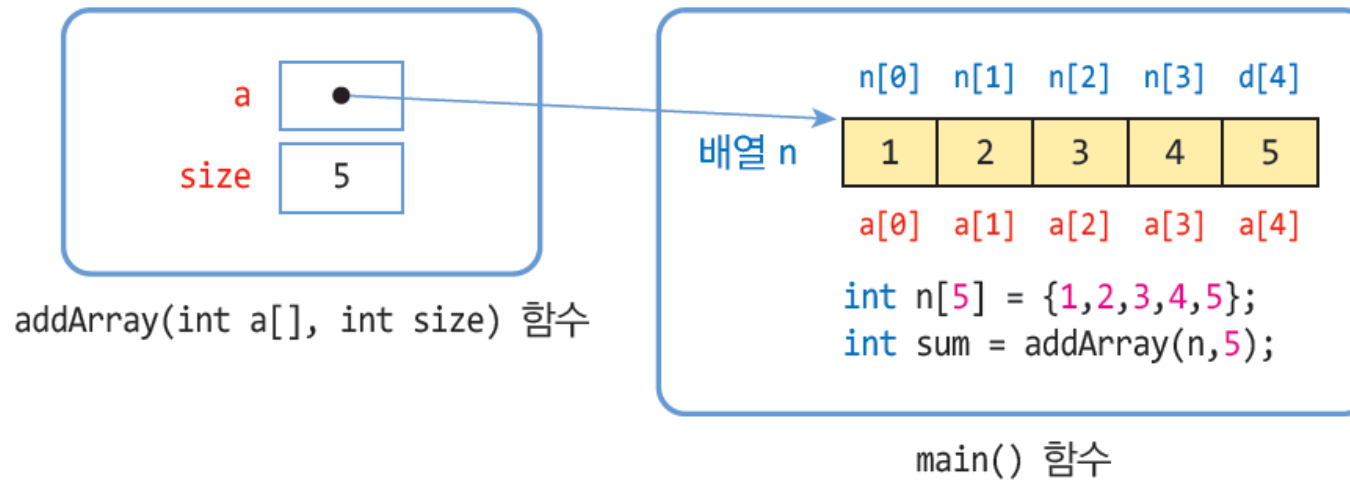 a
size 5
addArray(int a[], int size) 함수
n[0] n[1] n[2] n[3] d[4]
배열 n 1 2 3 4 5
a[0] a[1] a[2] a[3] a[4]
int n[5] = {1,2,3,4,5};
int sum = addArray(n,5);
main() 함수